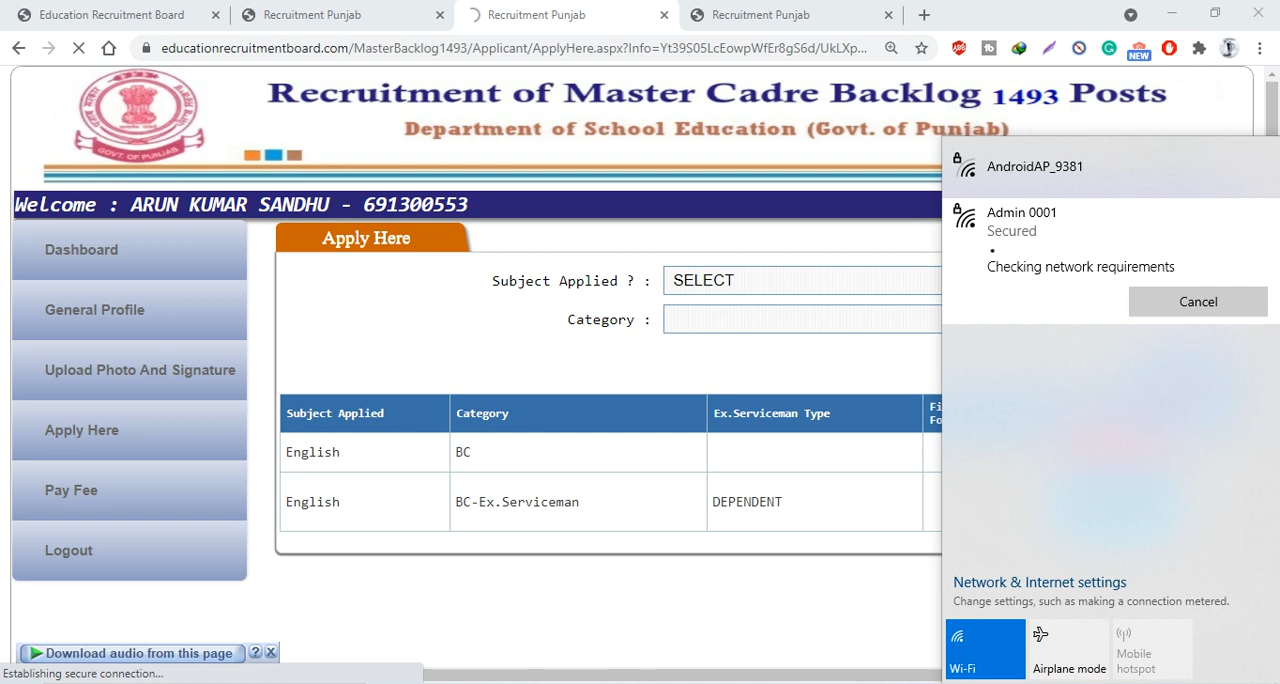 Education Recruitment Board
Recruitment Punjab
Recruitment Punjab
Recruitment Punjab
educationrecruitmentboard.com/MasterBacklog1493/Applicant/ApplyHere.aspx?Info=Yt39S05LcEowpWfEr8gS6d/UkLXp...
NEW
Recruitment of Master Cadre Backlog 1493 Posts
Department of School Education (Govt. of Punjab)
GOVT. OF PUNJAB
Welcome : ARUN KUMAR SANDHU - 691300553
Dashboard
General Profile
Upload Photo And Signature
Apply Here
Pay Fee
Logout
Apply Here
Subject Applied ? : SELECT
Category :
Subject Applied Category Ex.Serviceman Type Fi
Fo
English BC
English BC-Ex.Serviceman DEPENDENT
Download audio from this page ? X
Establishing secure connection...
AndroidAP_9381
Admin 0001
Secured
Checking network requirements
Cancel
Network & Internet settings
Change settings, such as making a connection metered.
Wi-Fi
Airplane mode
Mobile
hotspot